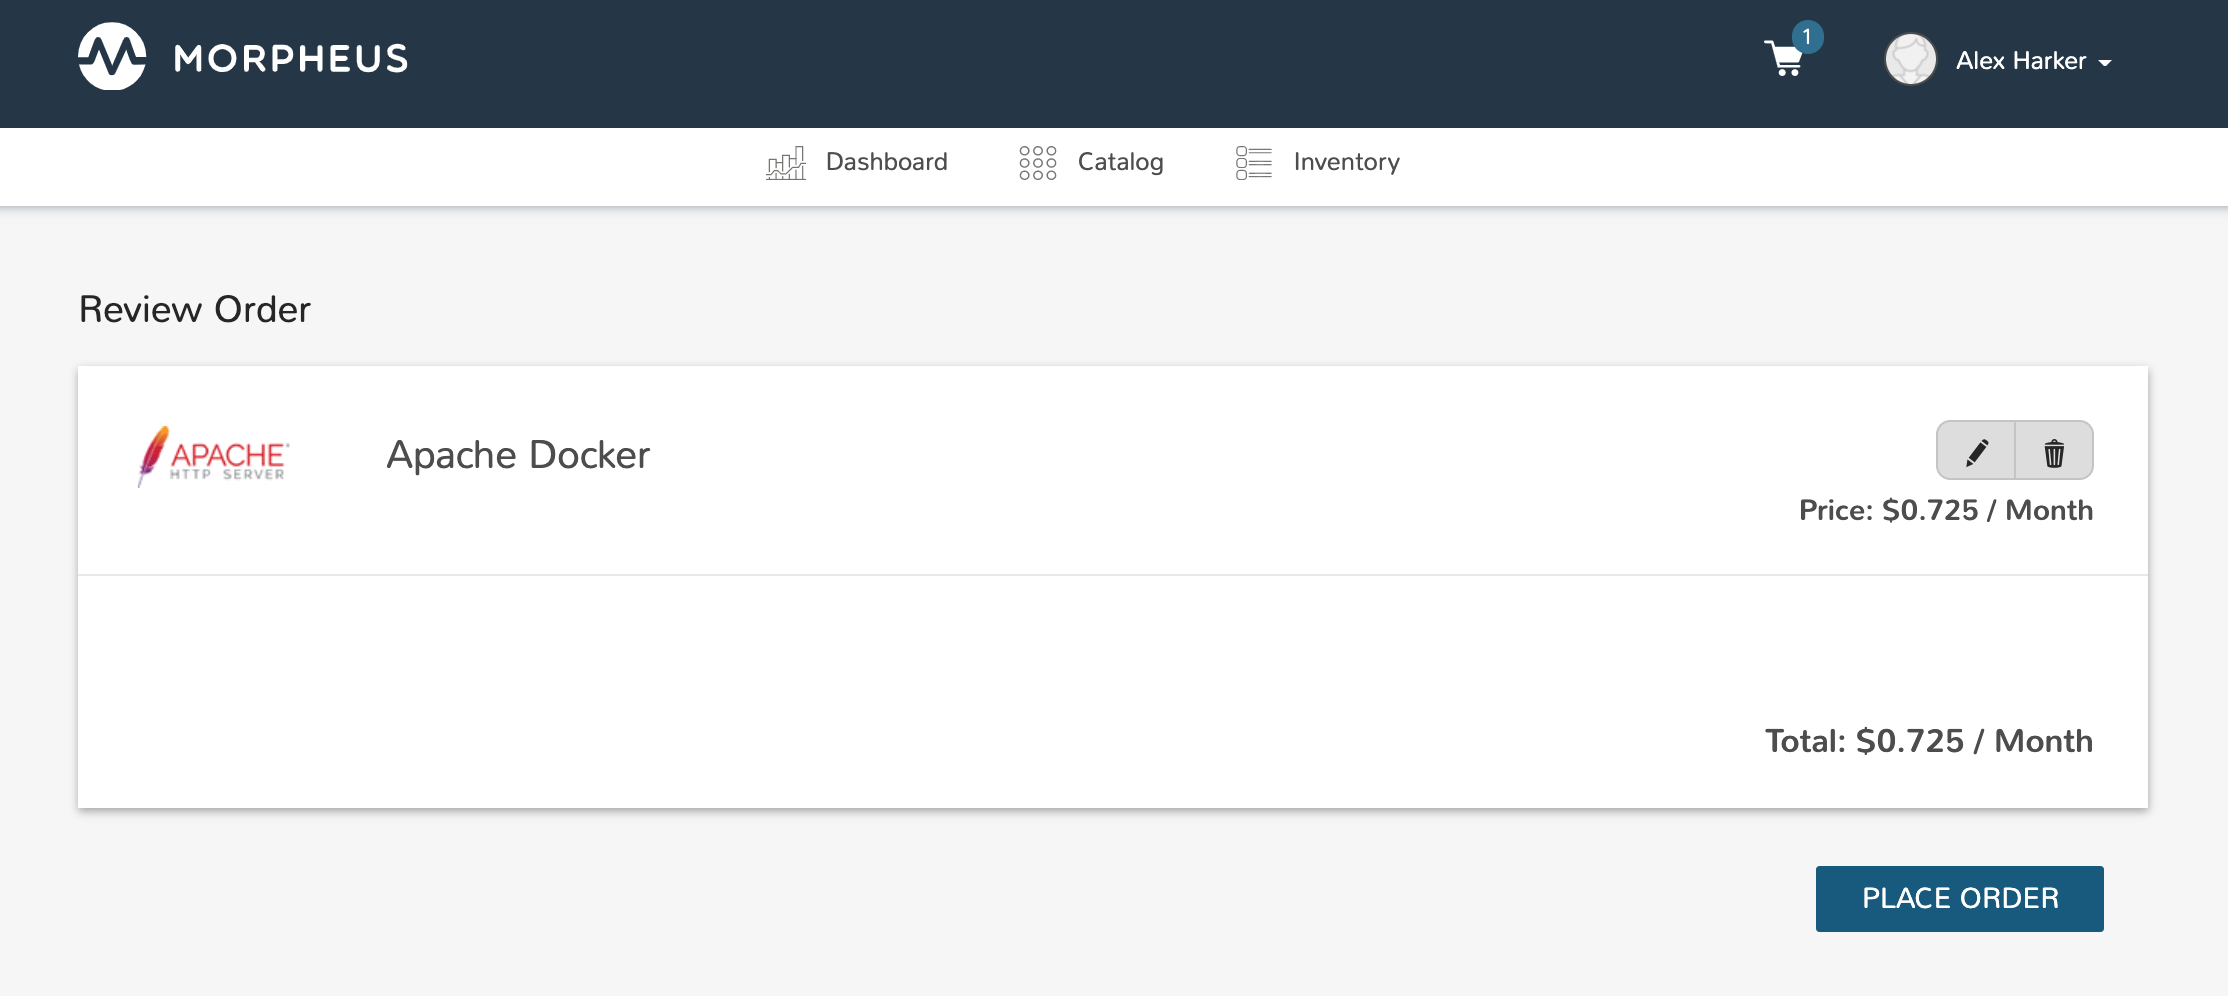 MORPHEUS
1
Alex Harker
Dashboard
Catalog
Inventory
Review Order
APACHE
HTTP SERVER
Apache Docker
Price: $0.725 / Month
Total: $0.725 / Month
PLACE ORDER